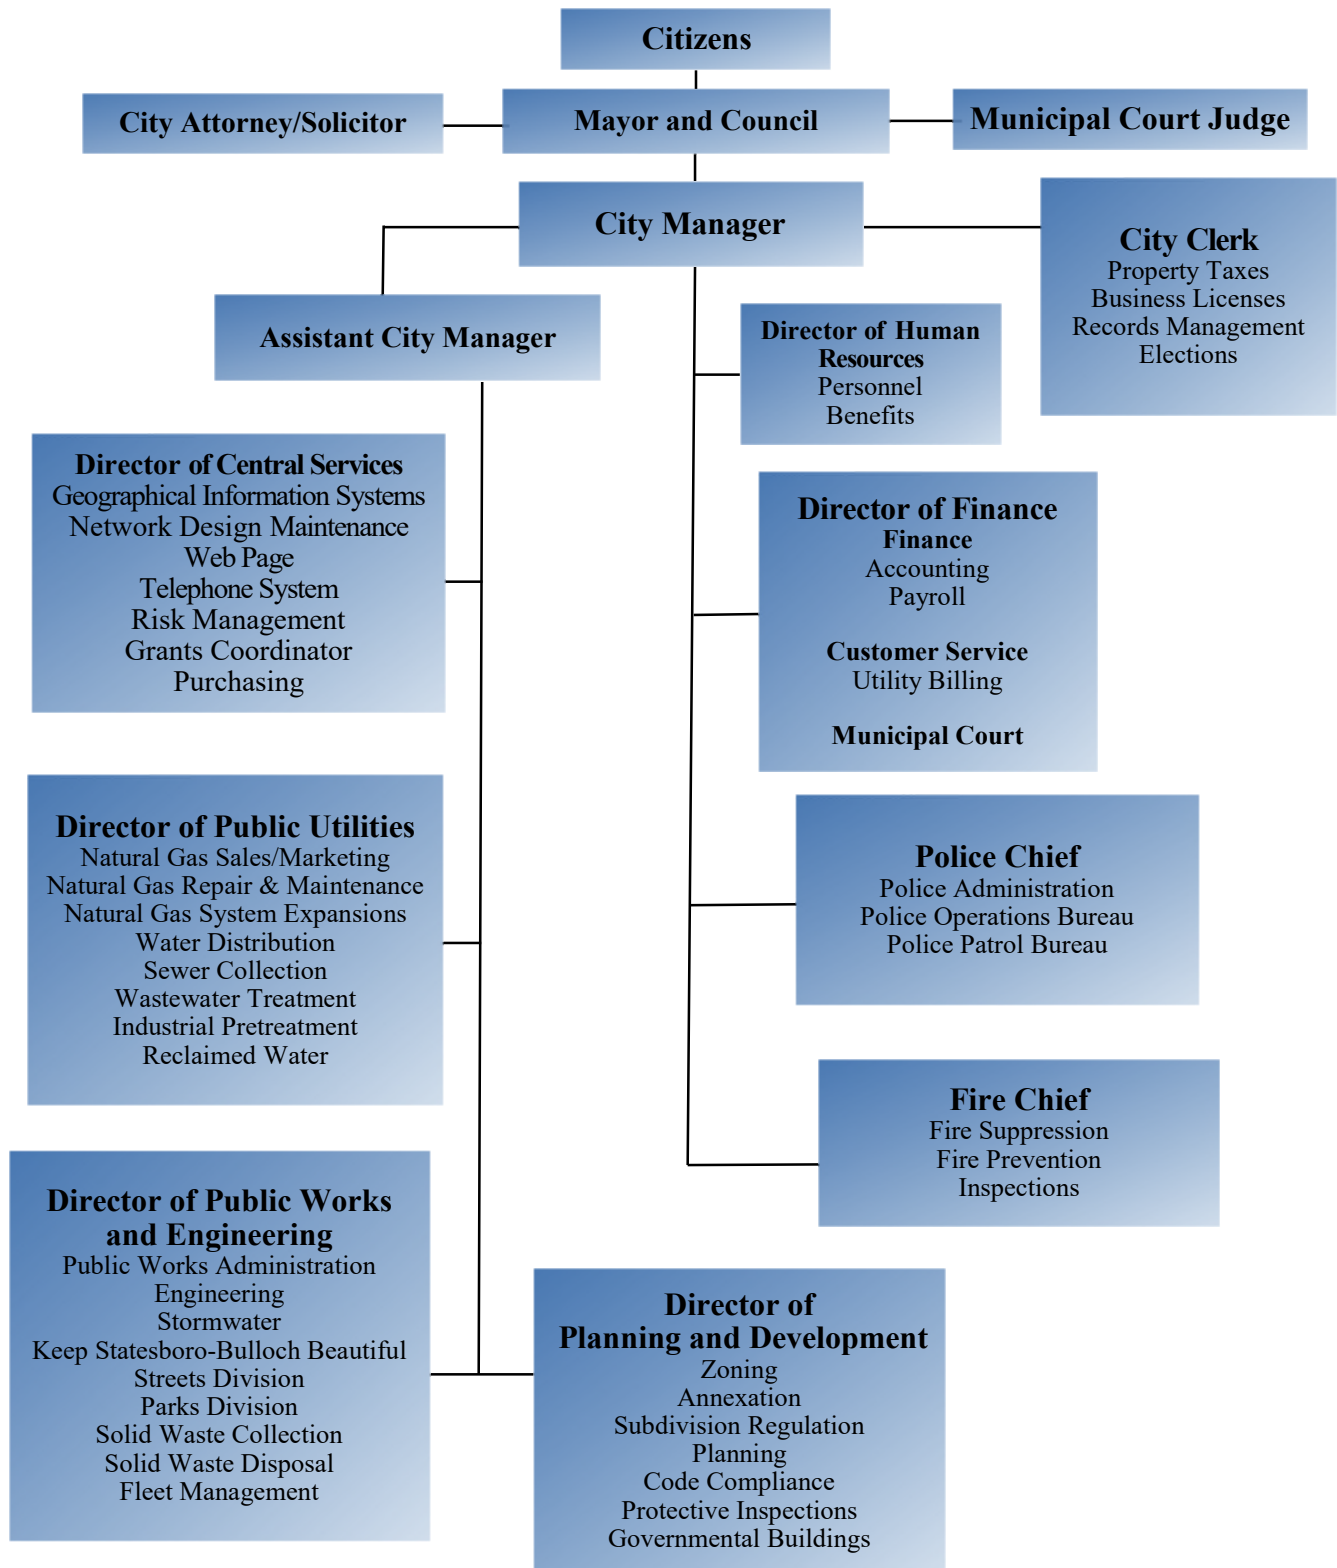 Citizens
City Attorney/Solicitor
Mayor and Council
Municipal Court Judge
City Manager
City Clerk
Property Taxes
Business Licenses
Records Management
Elections
Assistant City Manager
Director of Human
Resources
Personnel
Benefits
Director of Central Services
Geographical Information Systems
Network Design Maintenance
Web Page
Telephone System
Risk Management
Grants Coordinator
Purchasing
Director of Finance
Finance
Accounting
Payroll
Customer Service
Utility Billing
Municipal Court
Director of Public Utilities
Natural Gas Sales/Marketing
Natural Gas Repair & Maintenance
Natural Gas System Expansions
Water Distribution
Sewer Collection
Wastewater Treatment
Industrial Pretreatment
Reclaimed Water
Police Chief
Police Administration
Police Operations Bureau
Police Patrol Bureau
Fire Chief
Fire Suppression
Fire Prevention
Inspections
Director of Public Works
and Engineering
Public Works Administration
Engineering
Stormwater
Keep Statesboro-Bulloch Beautiful
Streets Division
Parks Division
Solid Waste Collection
Solid Waste Disposal
Fleet Management
Director of
Planning and Development
Zoning
Annexation
Subdivision Regulation
Planning
Code Compliance
Protective Inspections
Governmental Buildings